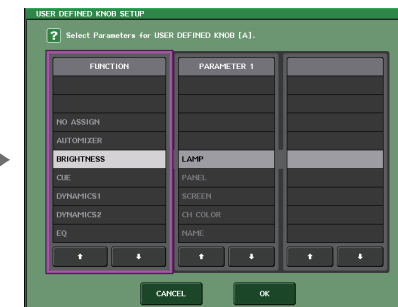 USER DEFINED KNOB SETUP
? Select Parameters for USER DEFINED KNOB [A].
FUNCTION
NO ASSIGN
AUTOMIXER
BRIGHTNESS
CUE
DYNAMICS1
DYNAMICS2
EQ
PARAMETER 1
LAMP
PANEL
SCREEN
CH COLOR
NAME
CANCEL
OK